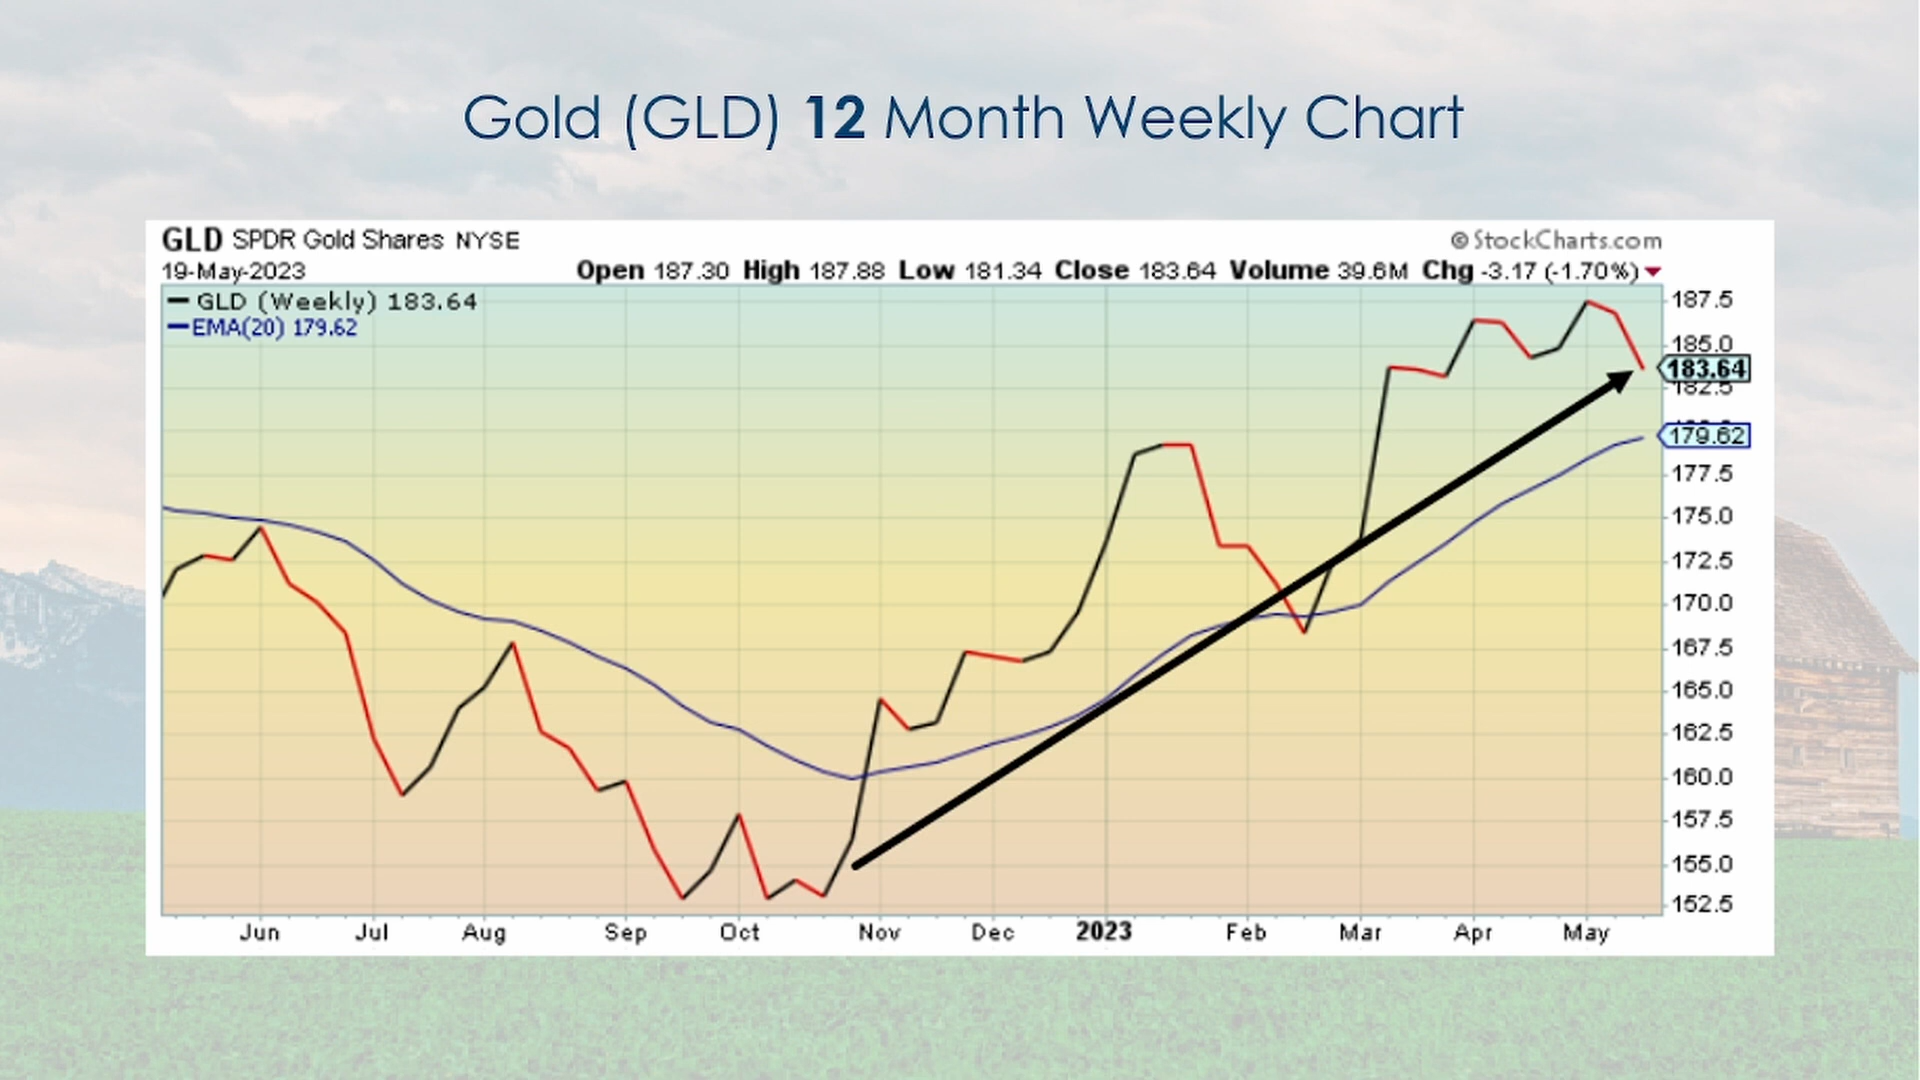 Gold (GLD) 12 Month Weekly Chart
GLD SPDR Gold Shares NYSE
© StockCharts.com
19-May-2023
Open 187.30 High 187.88 Low 181.34 Close 183.64 Volume 39.6M Chg -3.17 (-1.70%)
GLD (Weekly) 183.64
EMA(20) 179.62
187.5
185.0
183.64
182.5
179.62
177.5
175.0
172.5
170.0
167.5
165.0
162.5
160.0
157.5
155.0
152.5
Jun Jul Aug Sep Oct Nov Dec 2023 Feb Mar Apr May